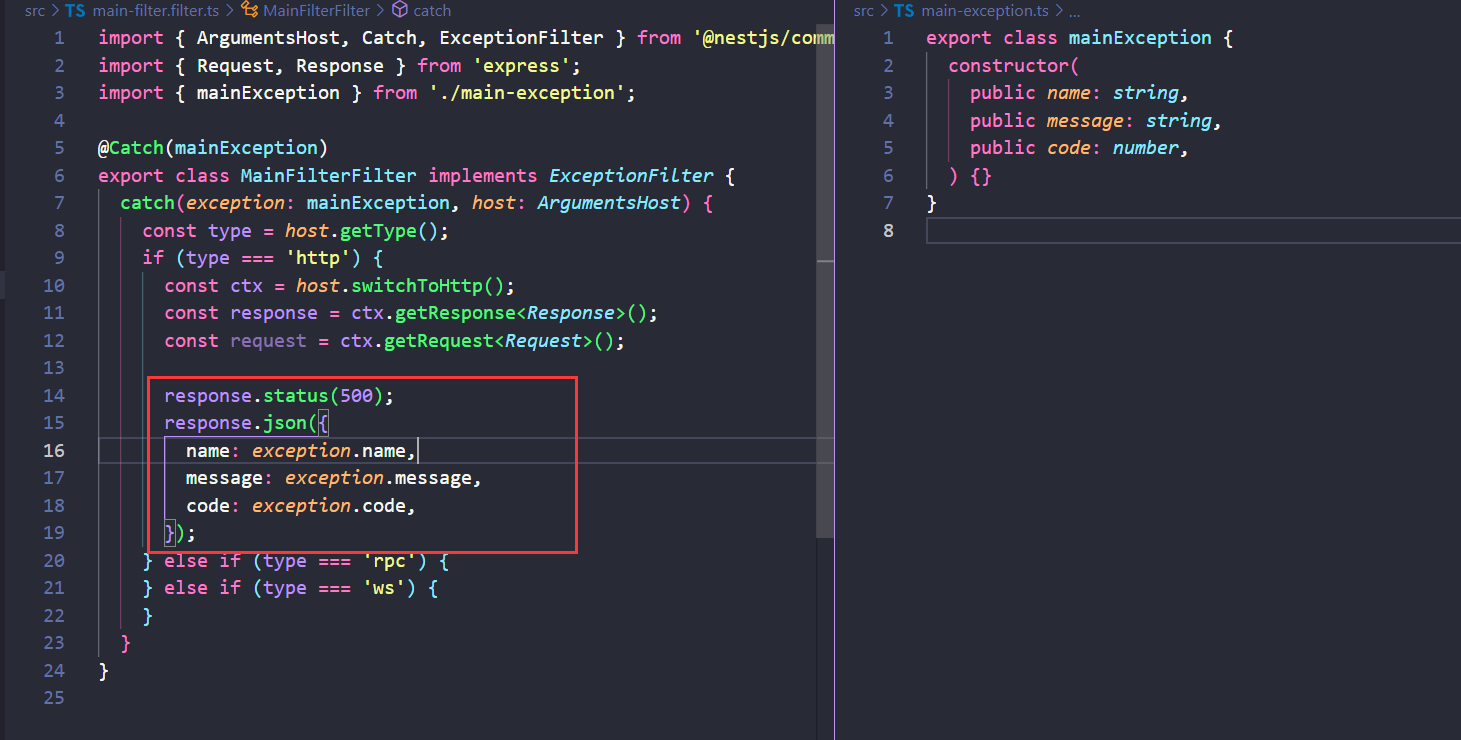 src > TS main-filter.filter.ts > MainFilterFilter > catch
1 import { ArgumentsHost, Catch, ExceptionFilter } from '@nestjs/comm
2 import { Request, Response } from 'express';
3 import { mainException } from './main-exception';
4
5 @Catch(mainException)
6 export class MainFilterFilter implements ExceptionFilter {
7 catch(exception: mainException, host: ArgumentsHost) {
8 const type = host.getType();
9 if (type === 'http') {
10 const ctx = host.switchToHttp();
11 const response = ctx.getResponse<Response>();
12 const request = ctx.getRequest<Request>();
13
14 response.status(500);
15 response.json({
16 name: exception.name,
17 message: exception.message,
18 code: exception.code,
19 });
20 } else if (type === 'rpc') {
21 } else if (type === 'ws') {
22 }
23 }
24 }
25
src > TS main-exception.ts > ...
1 export class mainException {
2 constructor(
3 public name: string,
4 public message: string,
5 public code: number,
6 ) {}
7 }
8